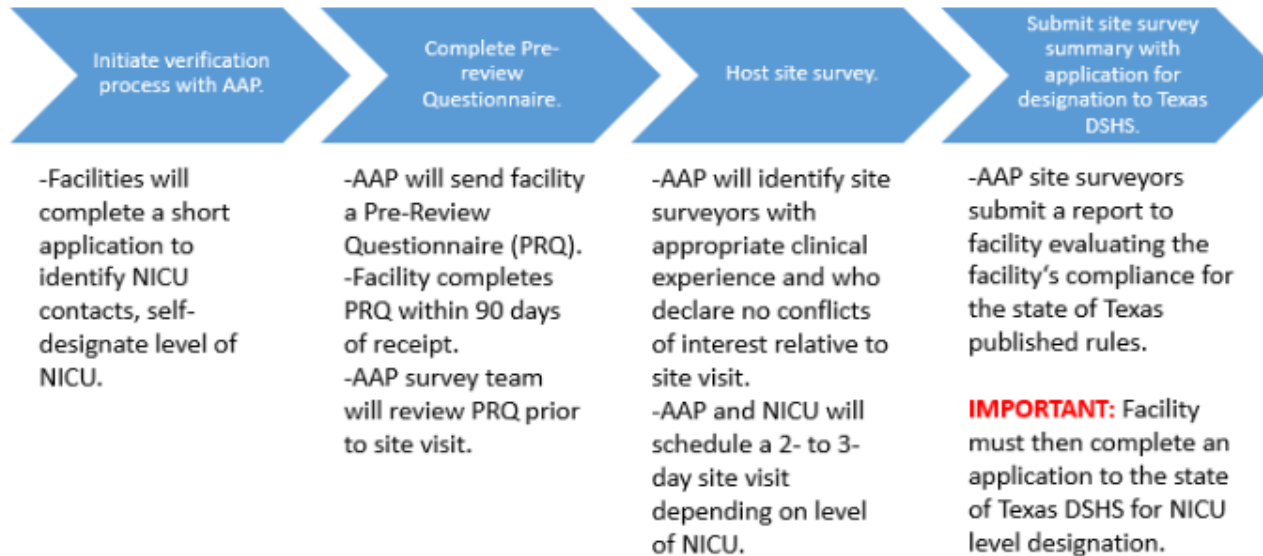 Initiate verification
process with AAP.
Complete Pre-
review
Questionnaire.
Host site survey.
Submit site survey
summary with
application for
designation to Texas
DSHS.
-Facilities will
complete a short
application to
identify NICU
contacts, self-
designate level of
NICU.
-AAP will send facility
a Pre-Review
Questionnaire (PRQ).
-Facility completes
PRQ within 90 days
of receipt.
-AAP survey team
will review PRQ prior
to site visit.
-AAP will identify site
surveyors with
appropriate clinical
experience and who
declare no conflicts
of interest relative to
site visit.
-AAP and NICU will
schedule a 2- to 3-
day site visit
depending on level
of NICU.
-AAP site surveyors
submit a report to
facility evaluating the
facility's compliance for
the state of Texas
published rules.
IMPORTANT: Facility
must then complete an
application to the state
of Texas DSHS for NICU
level designation.